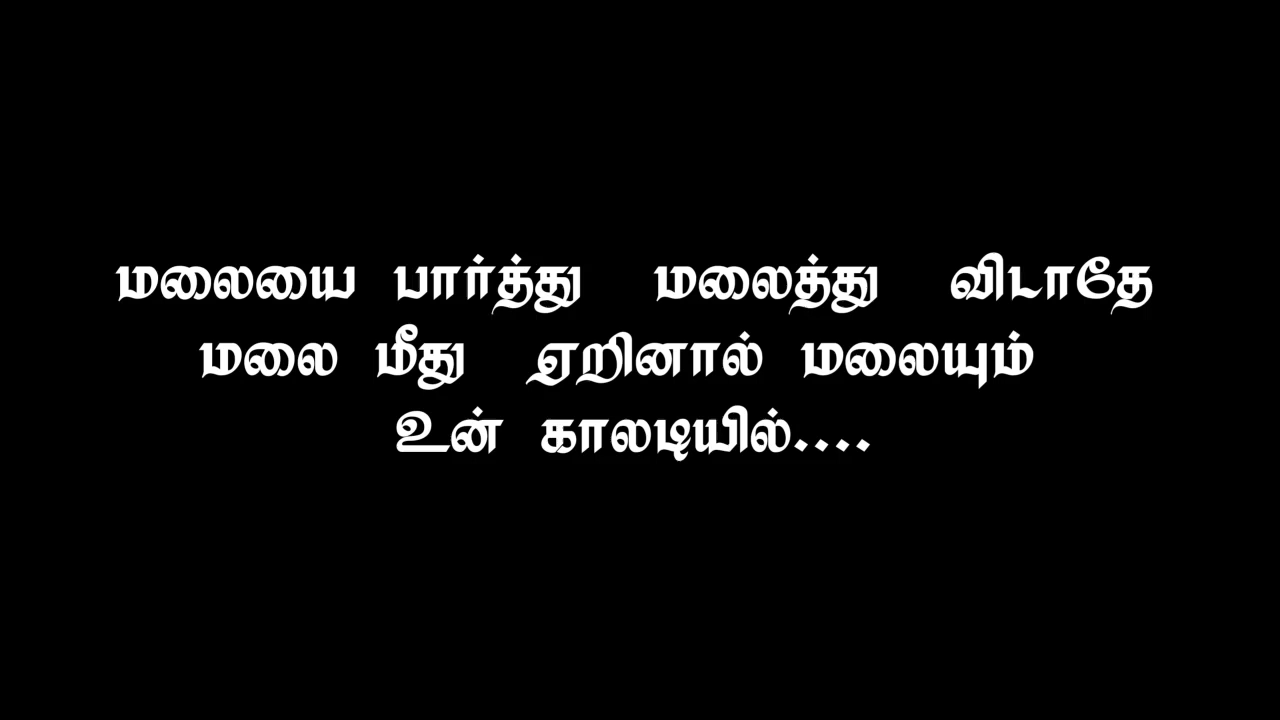 மலையை பார்த்து மலைத்து விடாதே
மலை மீது ஏறினால் மலையும்
உன் காலடியில்....